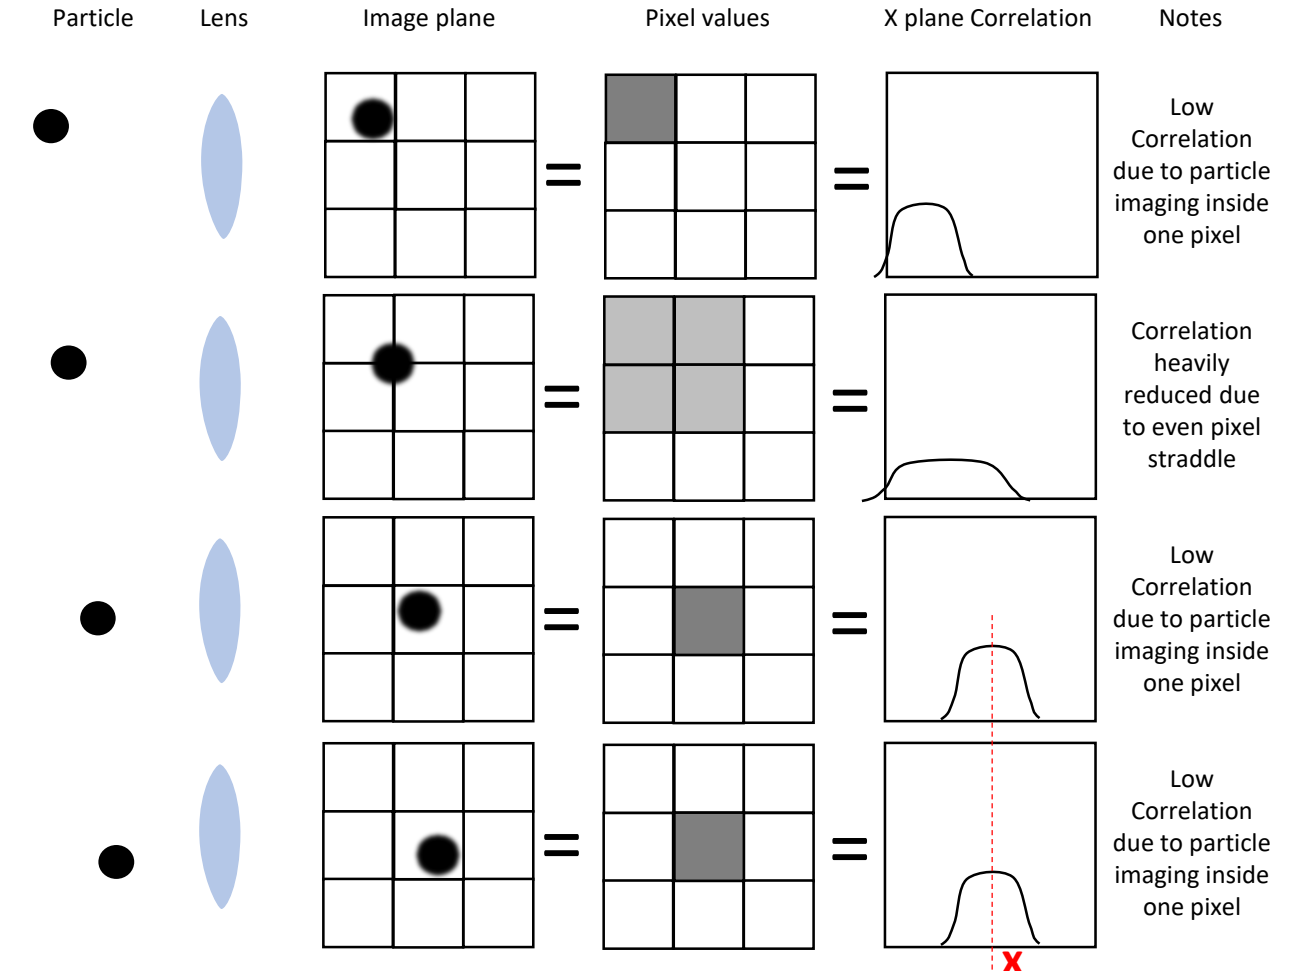 Particle Lens Image plane Pixel values X plane Correlation Notes
Low
Correlation
due to particle
imaging inside
one pixel
= =
Correlation
heavily
reduced due
to even pixel
straddle
= =
Low
Correlation
due to particle
imaging inside
one pixel
= =
Low
Correlation
due to particle
imaging inside
one pixel
= =
x